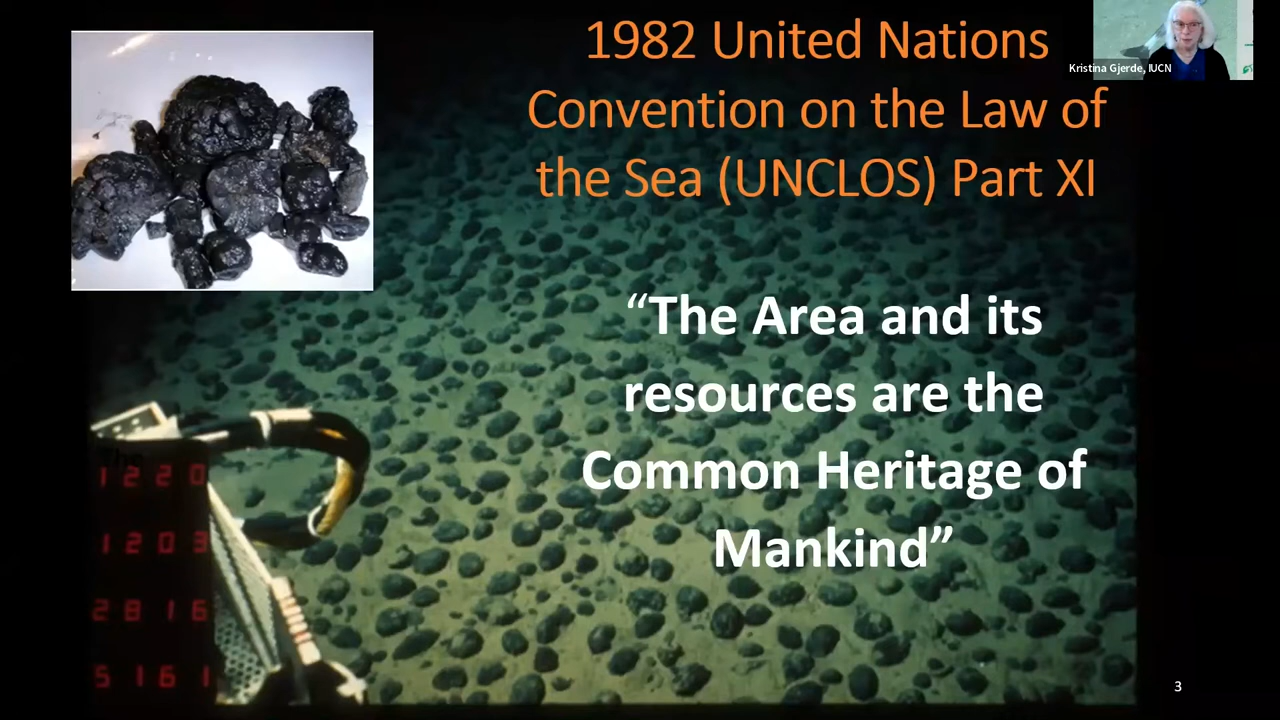 1982 United Nations
Convention on the Law of
the Sea (UNCLOS) Part XI
Kristina Gjerde, IUCN
“The Area and its
resources are the
Common Heritage of
Mankind”
The
1220
1203
2816
5161
3